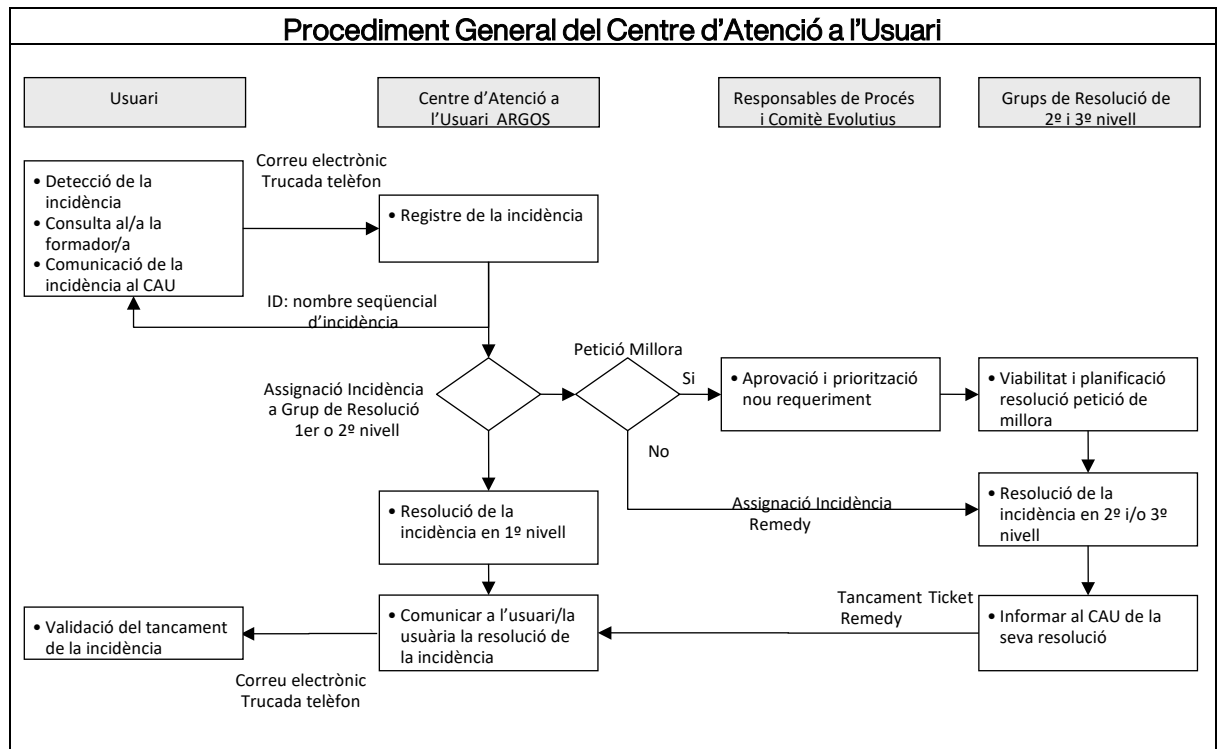 Procediment General del Centre d'Atenció a l'Usuari
Usuari
Centre d'Atenció a
l'Usuari ARGOS
Responsables de Procés
i Comitè Evolutius
Grups de Resolució de
2º i 3º nivell
• Detecció de la
incidència
• Consulta al/a la
formador/a
• Comunicació de la
incidència al CAU
Correu electrònic
Trucada telèfon
• Registre de la incidència
ID: nombre seqüencial
d'incidència
Assignació Incidència
a Grup de Resolució
1er o 2º nivell
Petició Millora
Si
No
• Aprovació i priorització
nou requeriment
• Viabilitat i planificació
resolució petició de
millora
• Resolució de la
incidència en 1º nivell
Assignació Incidència
Remedy
• Resolució de la
incidència en 2º i/o 3º
nivell
• Validació del tancament
de la incidència
• Comunicar a l'usuari/la
usuària la resolució de
la incidència
Tancament Ticket
Remedy
• Informar al CAU de la
seva resolució
Correu electrònic
Trucada telèfon